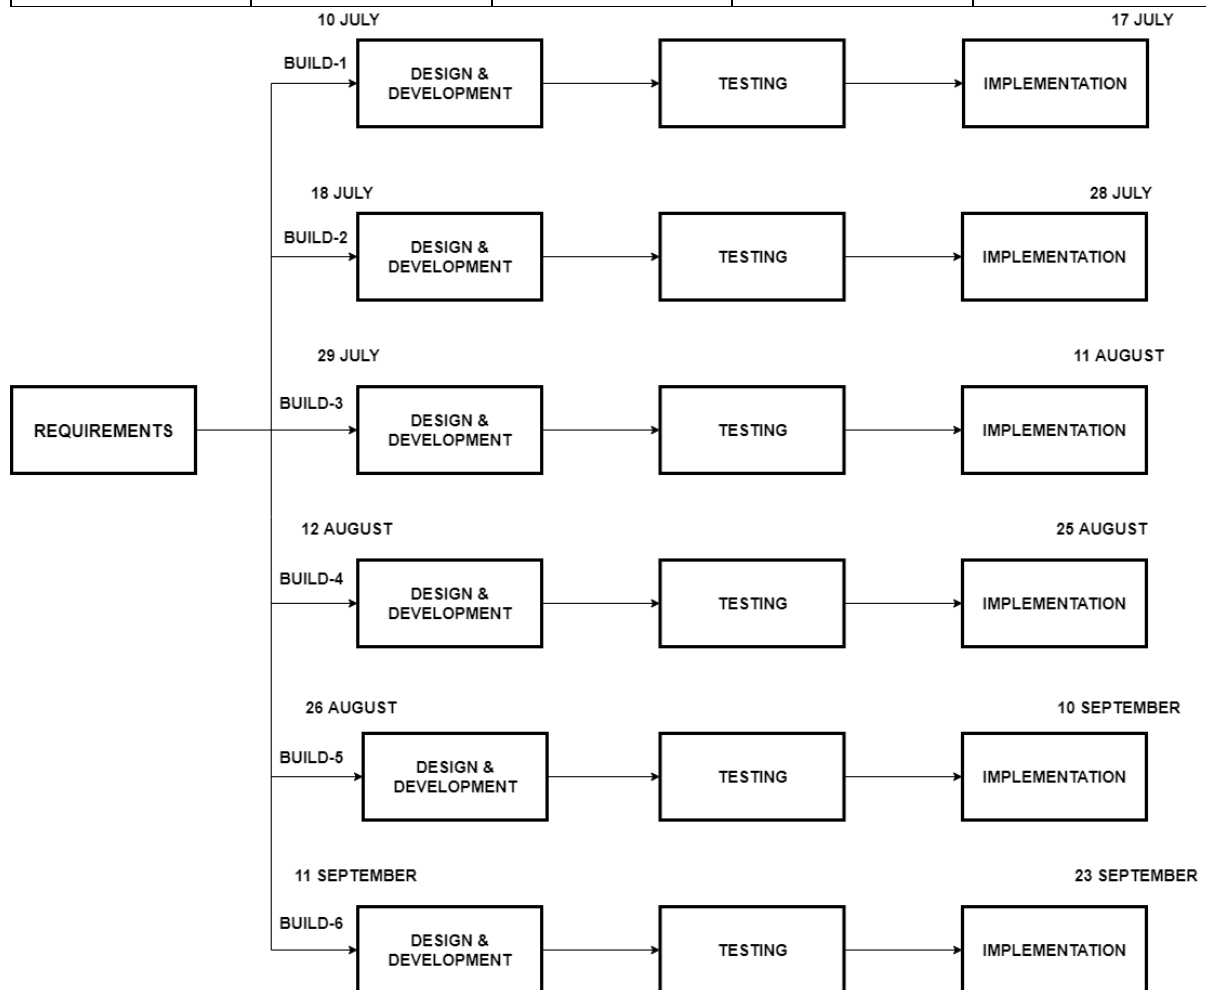 10 JULY
17 JULY
BUILD-1
DESIGN &
DEVELOPMENT
TESTING
IMPLEMENTATION
18 JULY
28 JULY
BUILD-2
DESIGN &
DEVELOPMENT
TESTING
IMPLEMENTATION
29 JULY
11 AUGUST
BUILD-3
REQUIREMENTS
DESIGN &
DEVELOPMENT
TESTING
IMPLEMENTATION
12 AUGUST
25 AUGUST
BUILD-4
DESIGN &
DEVELOPMENT
TESTING
IMPLEMENTATION
26 AUGUST
10 SEPTEMBER
BUILD-5
DESIGN &
DEVELOPMENT
TESTING
IMPLEMENTATION
11 SEPTEMBER
23 SEPTEMBER
BUILD-6
DESIGN &
DEVELOPMENT
TESTING
IMPLEMENTATION